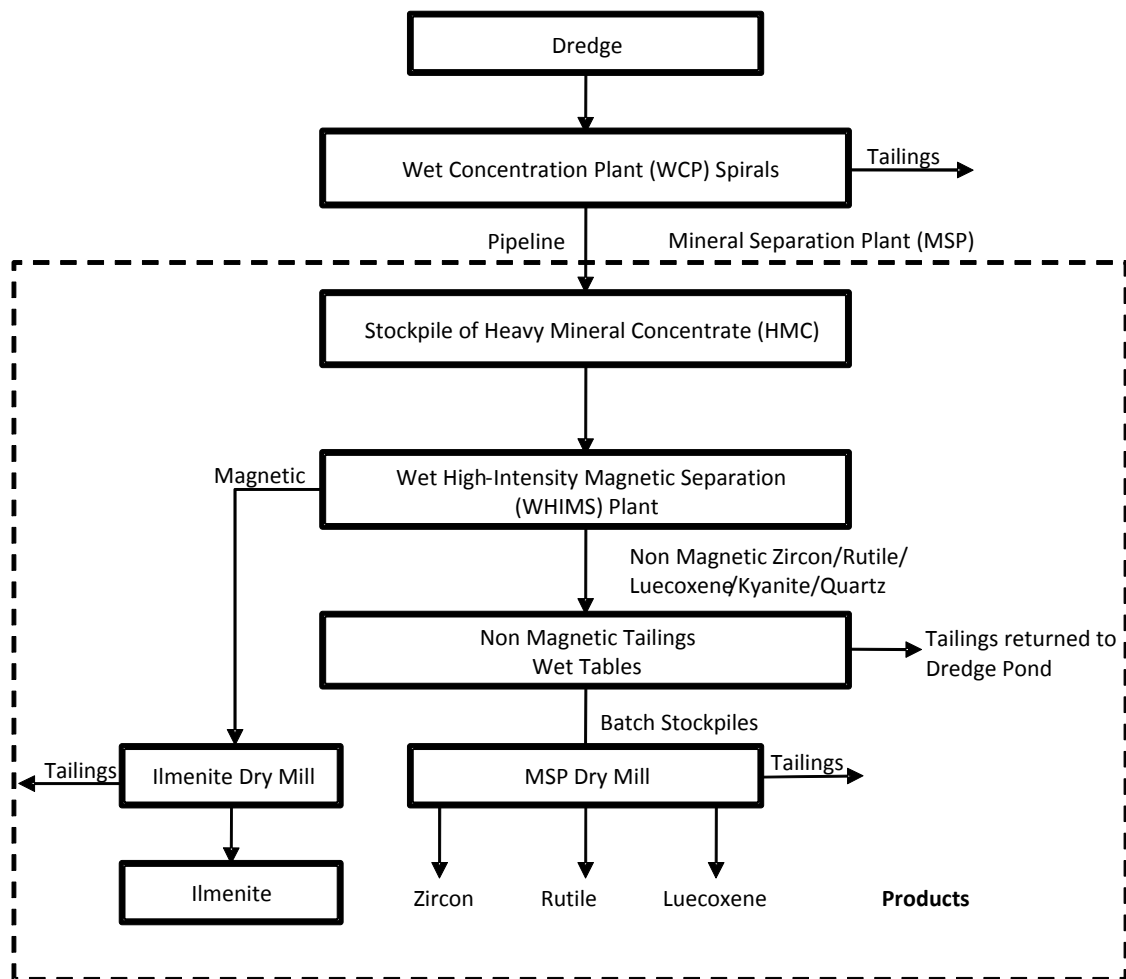 Dredge
Wet Concentration Plant (WCP) Spirals
Tailings
Pipeline
Mineral Separation Plant (MSP)
Stockpile of Heavy Mineral Concentrate (HMC)
Magnetic
Wet High-Intensity Magnetic Separation
(WHIMS) Plant
Non Magnetic Zircon/Rutile/
Luecoxene/Kyanite/Quartz
Non Magnetic Tailings
Wet Tables
Tailings returned to
Dredge Pond
Batch Stockpiles
Tailings
Ilmenite Dry Mill
MSP Dry Mill
Tailings
Ilmenite
Zircon
Rutile
Luecoxene
Products